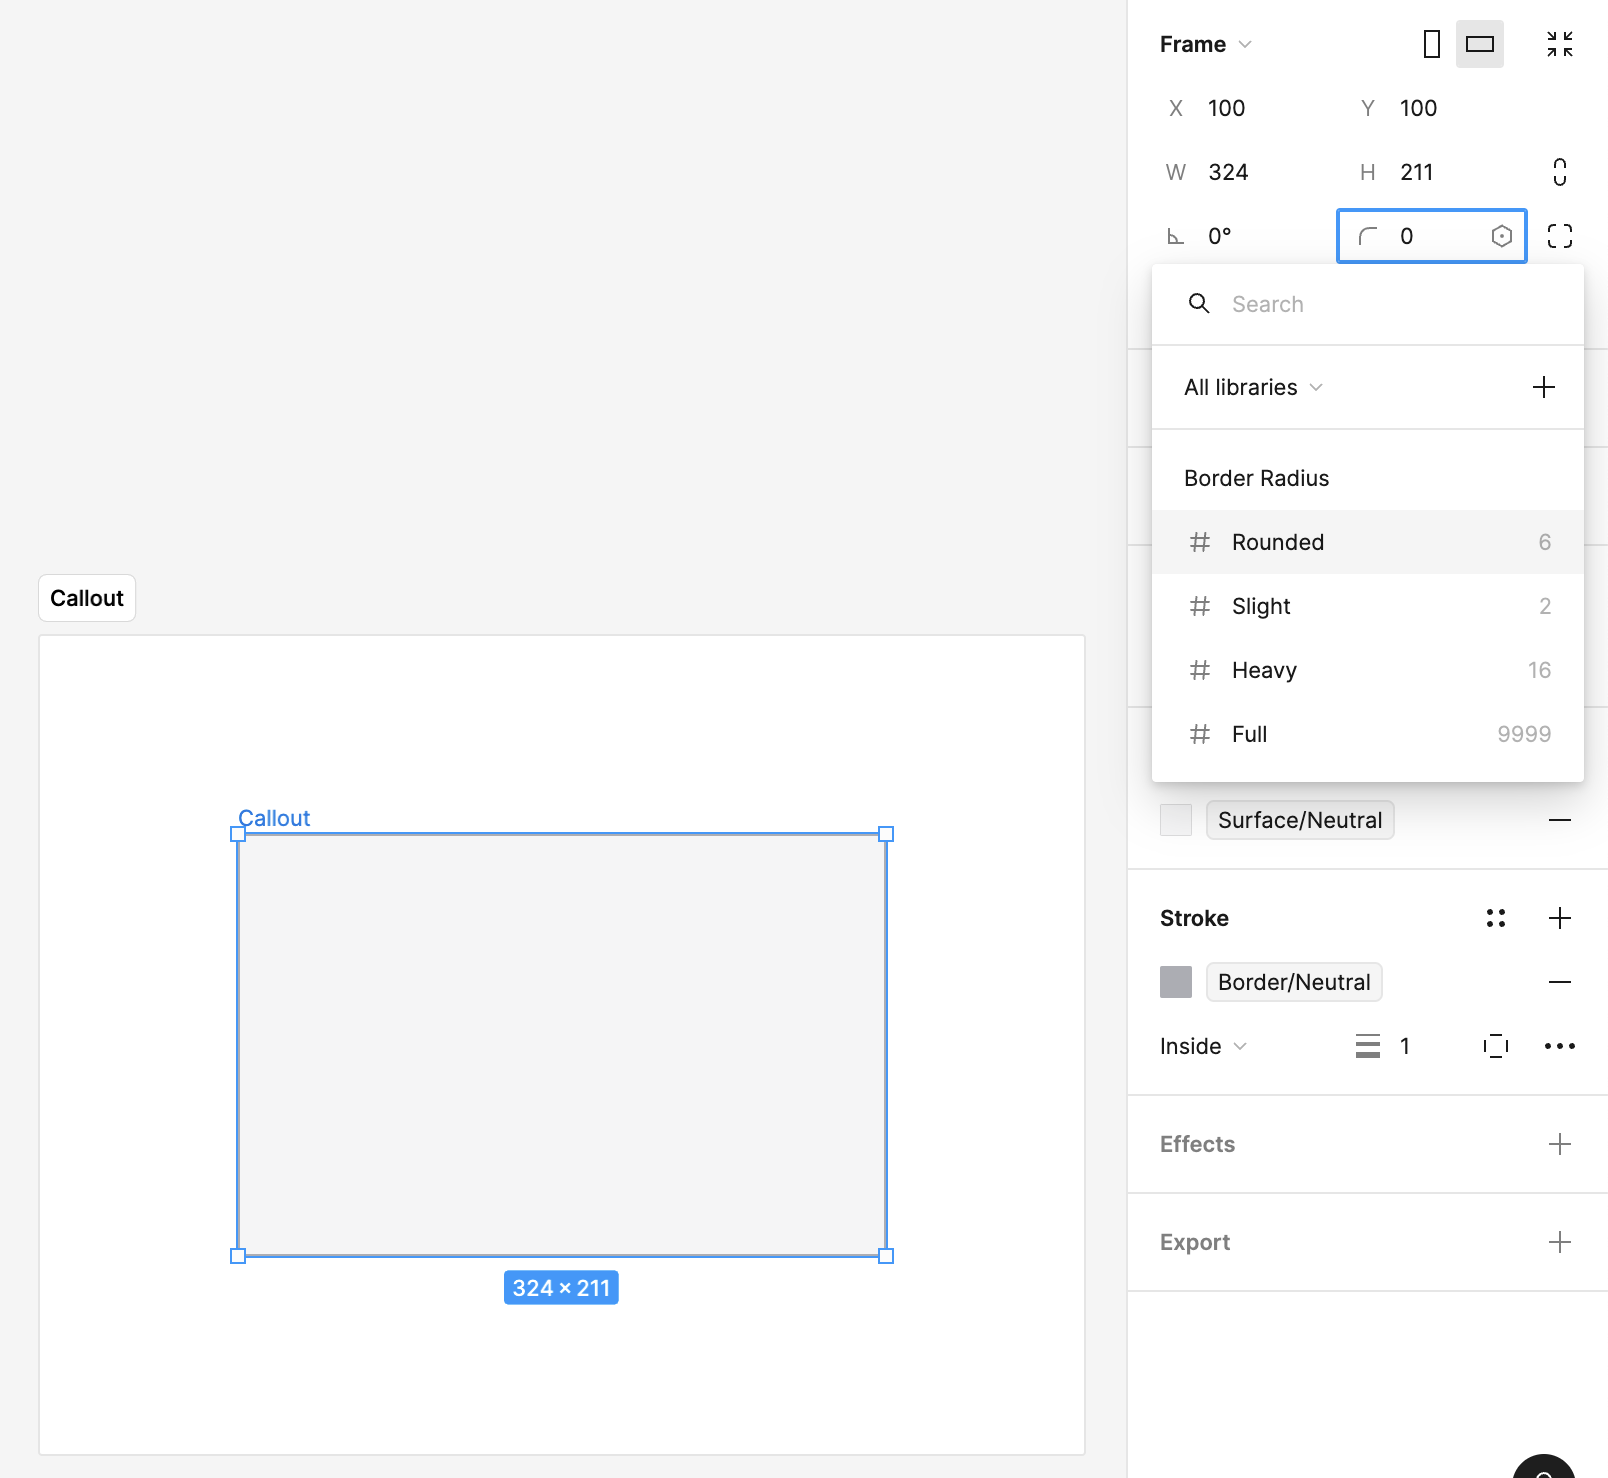 Frame
X 100 Y 100
W 324 H 211
0° 0
Search
All libraries
Border Radius
Rounded 6
Slight 2
Heavy 16
Full 9999
Surface/Neutral
Stroke
Border/Neutral
Inside 1
Effects
Export
Callout
Callout
324 × 211